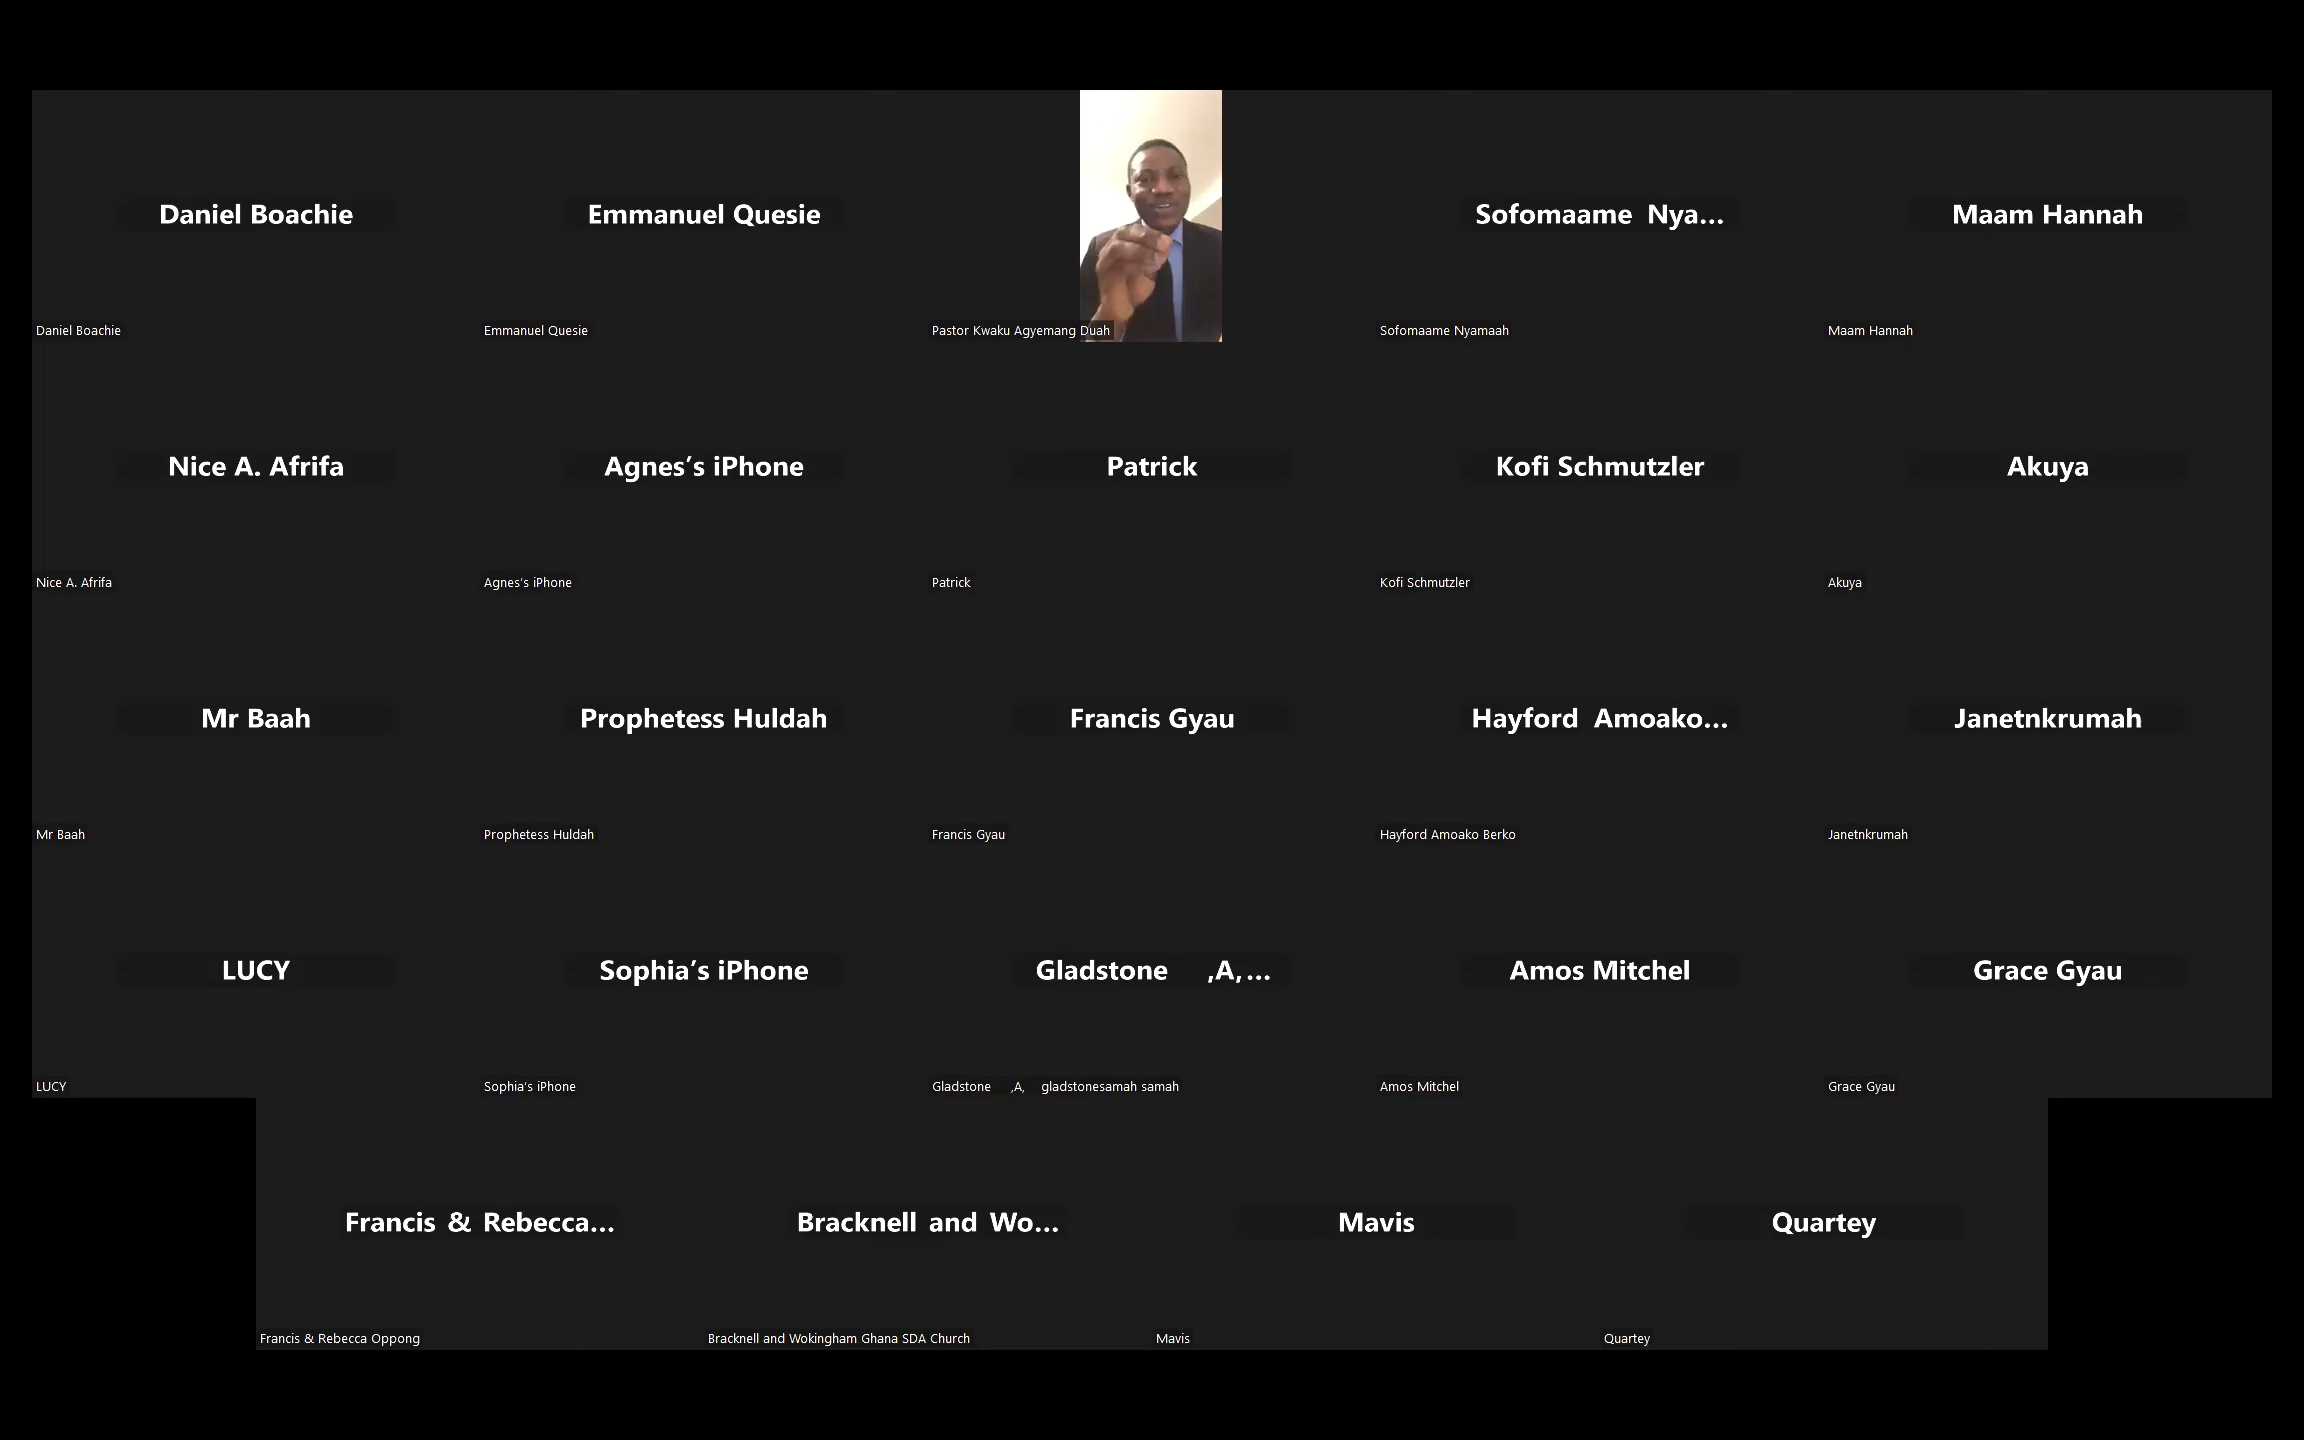 Daniel Boachie
Emmanuel Quesie
Sofomaame Nya...
Maam Hannah
Daniel Boachie
Emmanuel Quesie
Pastor Kwaku Agyemang Duah
Sofomaame Nyamaah
Maam Hannah
Nice A. Afrifa
Agnes's iPhone
Patrick
Kofi Schmutzler
Akuya
Nice A. Afrifa
Agnes's iPhone
Patrick
Kofi Schmutzler
Akuya
Mr Baah
Prophetess Huldah
Francis Gyau
Hayford Amoako...
Janetnkrumah
Mr Baah
Prophetess Huldah
Francis Gyau
Hayford Amoako Berko
Janetnkrumah
LUCY
Sophia's iPhone
Gladstone ,A,...
Amos Mitchel
Grace Gyau
LUCY
Sophia's iPhone
Gladstone ,A, gladstonesamah samah
Amos Mitchel
Grace Gyau
Francis & Rebecca...
Bracknell and Wo...
Mavis
Quartey
Francis & Rebecca Oppong
Bracknell and Wokingham Ghana SDA Church
Mavis
Quartey